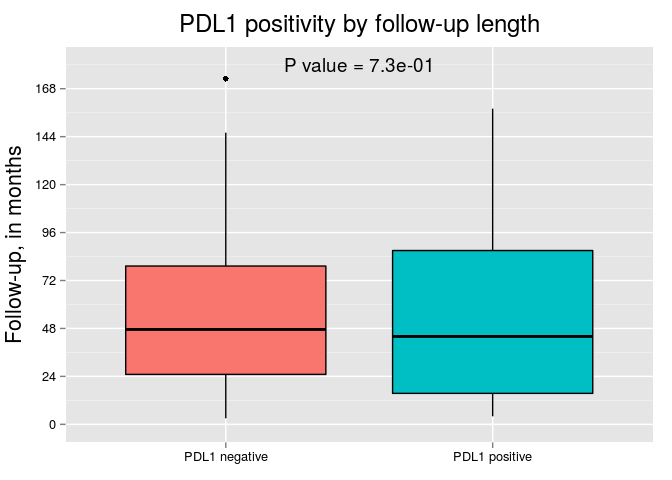 PDL1 positivity by follow-up length
P value = 7.3e-01
Follow-up, in months
168
144
120
96
72
48
24
0
PDL1 negative
PDL1 positive